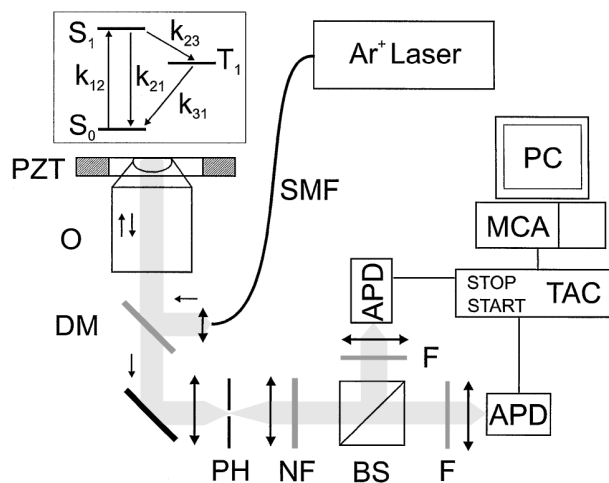 S1
k23
T1
k12
k21
k31
S0
Ar+ Laser
PZT
SMF
PC
O
MCA
APD
STOP
START
TAC
DM
F
APD
PH
NF
BS
F